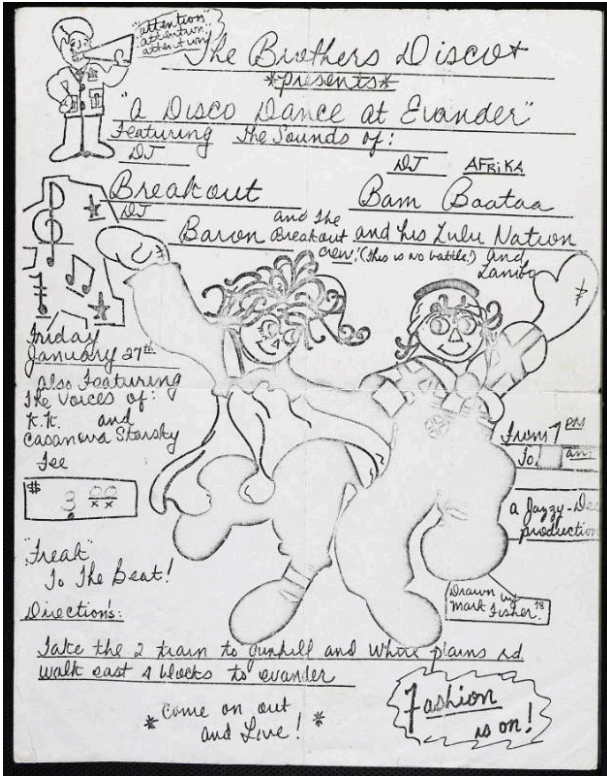 "attention"
attention
attention!
The Brothers Disco
*presents*
"A Disco Dance at Evander"
Featuring The Sounds of:
DJ
Breakout
DJ
Baron
and the
Breakout
crew!
DJ AFRiKA
Bam Baataa
and his Zulu Nation
(this is no battle!) and
Friday
January 27th
also Featuring
The Voices of:
K.K. and
Casanova Starsky
Fee
$ 3.00
"Freak"
To The Beat!
From 7 pm
To am
a Jazzy-Dee
production
Drawn by
Mark Fisher. 78
Direction's:
Take the 2 train to gunhill and White plains rd
walk east 4 blocks to evander
* Come on out
and Live! *
Fashion
is on!